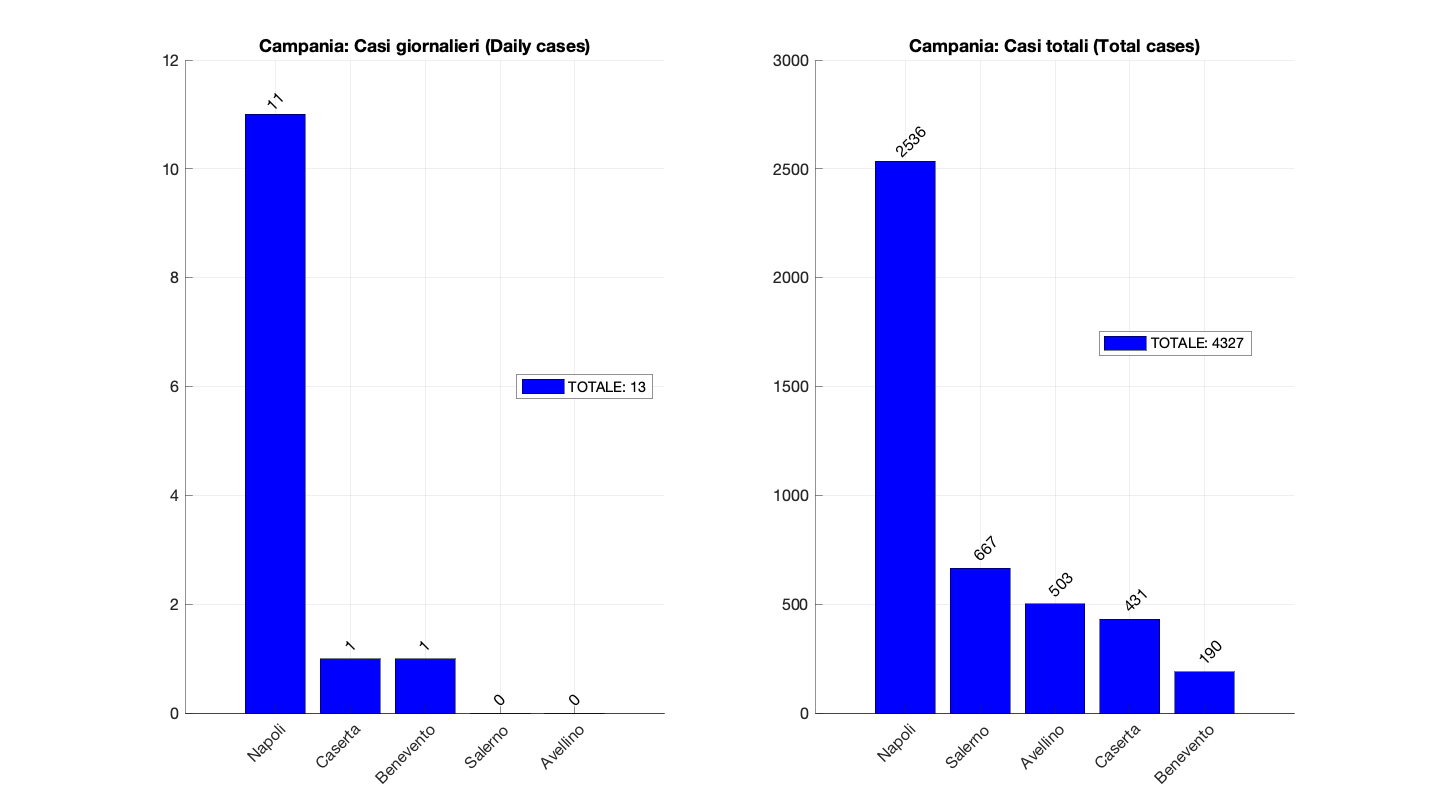 Campania: Casi giornalieri (Daily cases)
12
10
8
6
4
2
0
11
1
1
0
0
TOTALE: 13
Napoli
Caserta
Benevento
Salerno
Avellino
Campania: Casi totali (Total cases)
3000
2500
2000
1500
1000
500
0
2536
667
503
431
190
TOTALE: 4327
Napoli
Salerno
Avellino
Caserta
Benevento